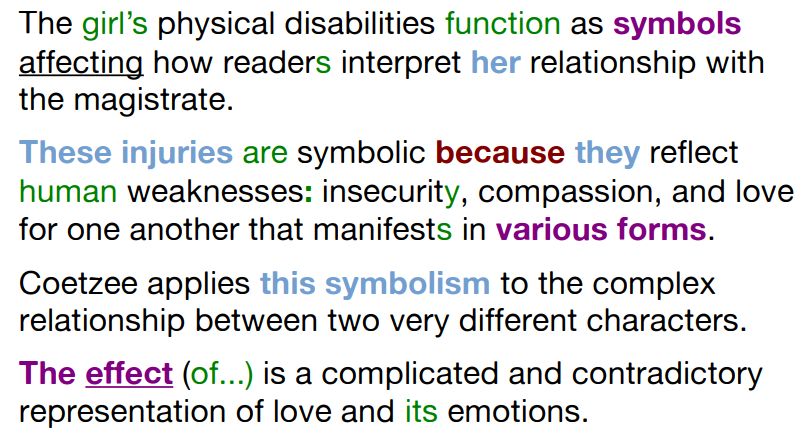 The girl’s physical disabilities function as symbols
affecting how readers interpret her relationship with
the magistrate.
These injuries are symbolic because they reflect
human weaknesses: insecurity, compassion, and love
for one another that manifests in various forms.
Coetzee applies this symbolism to the complex
relationship between two very different characters.
The effect (of...) is a complicated and contradictory
representation of love and its emotions.